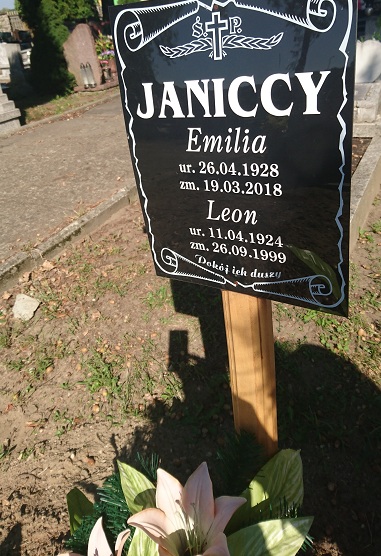 Ś P.
JANICCY
Emilia
ur. 26.04.1928
zm. 19.03.2018
Leon
ur. 11.04.1924
zm. 26.09.1999
Pokój ich duszy